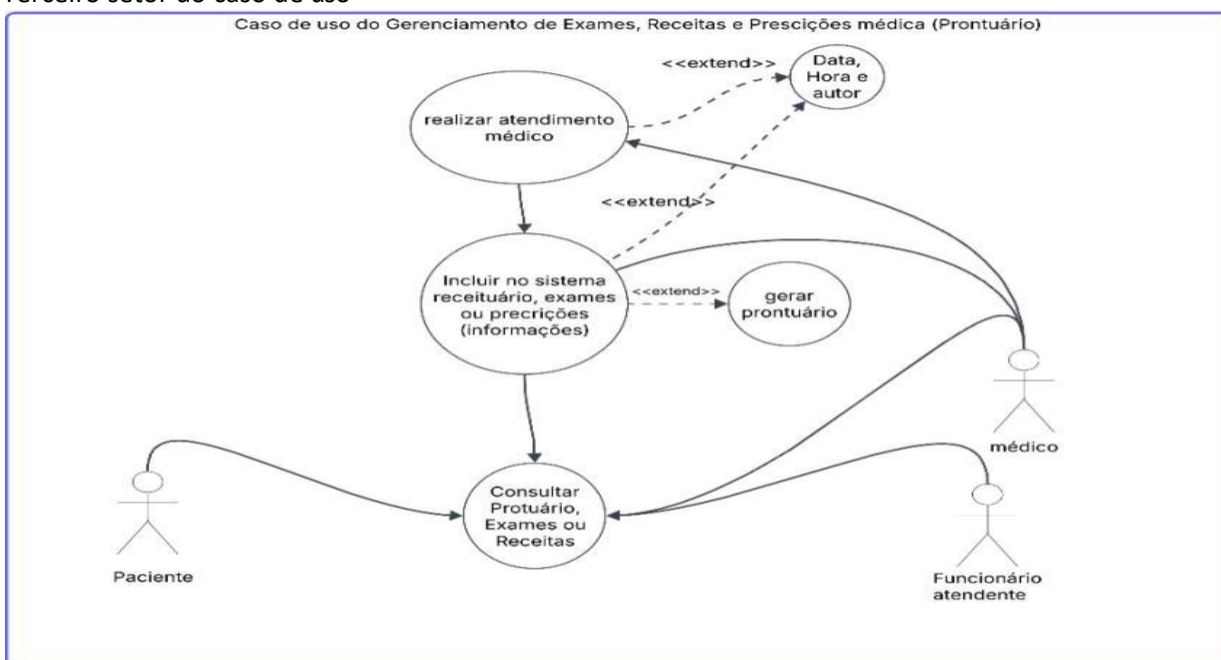 Terceiro setor do caso de uso
Caso de uso do Gerenciamento de Exames, Receitas e Prescições médica (Prontuário)
<<extend>>
Data,
Hora e
autor
realizar atendimento
médico
<<extend>>
Incluir no sistema
receituário, exames
ou precrições
(informações)
<<extend>>
gerar
prontuário
médico
Consultar
Protuário,
Exames ou
Receitas
Paciente
Funcionário
atendente